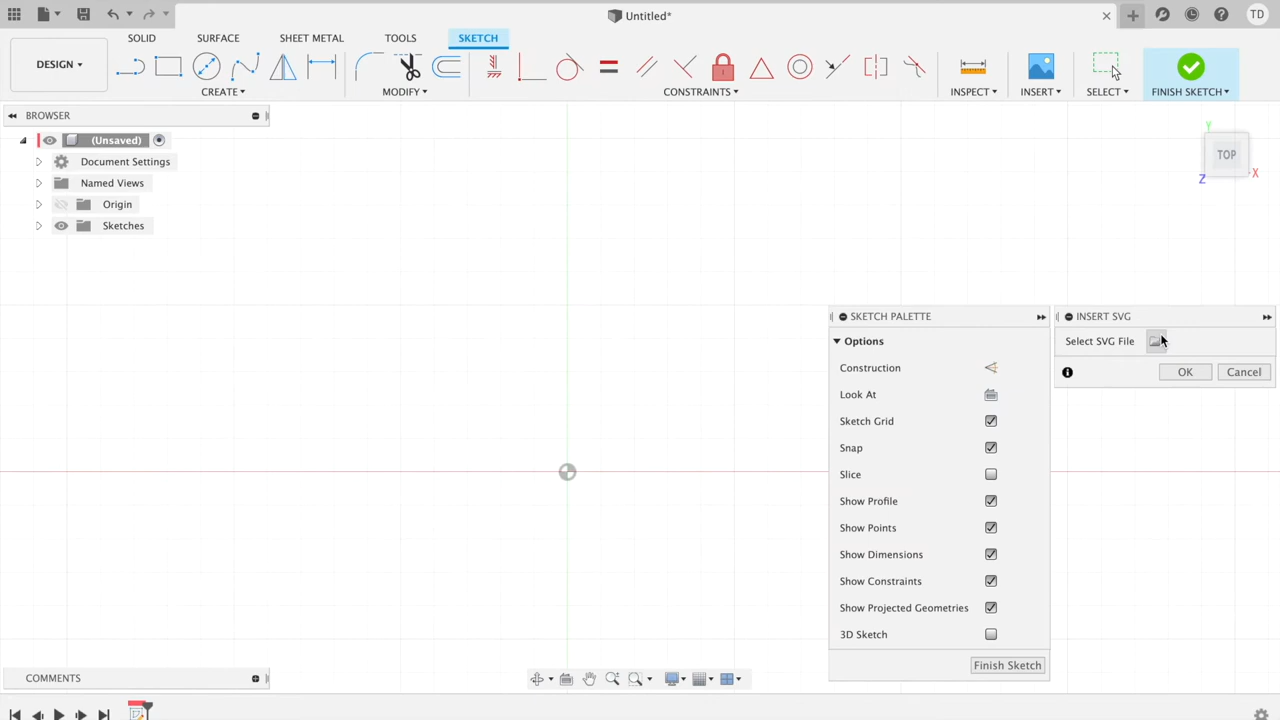 Untitled*
TD
SOLID SURFACE SHEET METAL TOOLS SKETCH
DESIGN
CREATE MODIFY CONSTRAINTS INSPECT INSERT SELECT FINISH SKETCH
BROWSER
(Unsaved)
Document Settings
Named Views
Origin
Sketches
Y
TOP
Z X
SKETCH PALETTE
Options
Construction
Look At
Sketch Grid
Snap
Slice
Show Profile
Show Points
Show Dimensions
Show Constraints
Show Projected Geometries
3D Sketch
Finish Sketch
INSERT SVG
Select SVG File
OK Cancel
COMMENTS